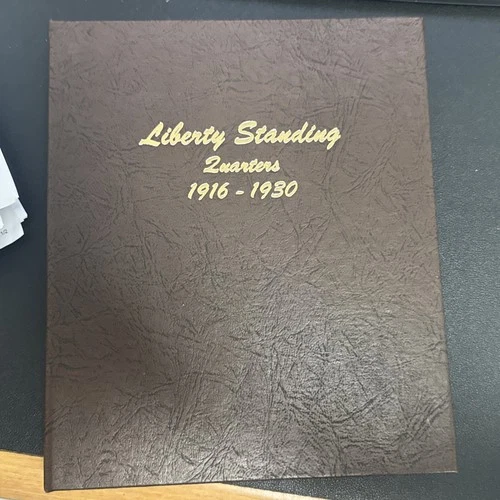 Liberty Standing
Quarters
1916 - 1930